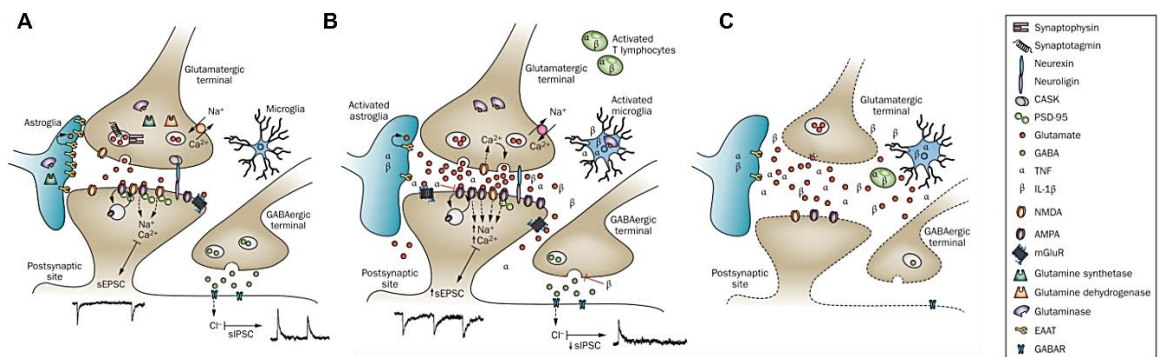 A
Glutamatergic
terminal
Na⁺
Ca²⁺
Astroglia
Microglia
Na⁺
Ca²⁺
GABAergic
terminal
Postsynaptic
site
sEPSC
Cl⁻
sIPSC
B
α
β
α
β
Activated
T lymphocytes
Glutamatergic
terminal
Na⁺
Ca²⁺
Ca²⁺
Activated
astroglia
Activated
microglia
α
β
Na⁺
Ca²⁺
GABAergic
terminal
Postsynaptic
site
↑sEPSC
α
β
Cl⁻
↓sIPSC
C
Glutamatergic
terminal
α
β
GABAergic
terminal
Postsynaptic
site
Synaptophysin
Synaptotagmin
Neurexin
Neuroligin
CASK
PSD-95
Glutamate
GABA
α TNF
β IL-1β
NMDA
AMPA
mGluR
Glutamine synthetase
Glutamine dehydrogenase
Glutaminase
EAAT
GABAR